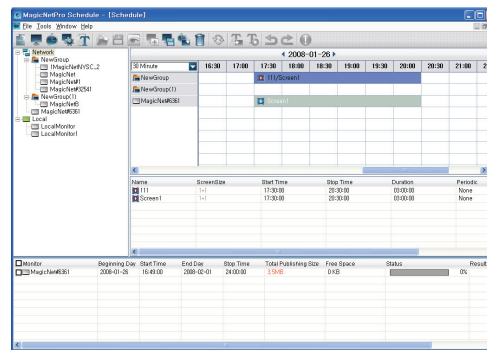 MagicNetPro Schedule - [Schedule]
File Tools Window Help
Network
NewGroup
MagicNetNYSC_2
MagicNet
MagicNet#1
MagicNet#32541
NewGroup(1)
MagicNetB
MagicNet#6361
Local
LocalMonitor
LocalMonitor1
2008-01-26
30 Minute 16:30 17:00 17:30 18:00 18:30 19:00 19:30 20:00 20:30 21:00 2
NewGroup 111/Screen1
NewGroup(1)
MagicNet#6361 Screen1
Name ScreenSize Start Time Stop Time Duration Periodic
111 1*1 17:30:00 20:30:00 03:00:00 None
Screen1 1*1 17:30:00 20:30:00 03:00:00 None
Monitor Beginning Day Start Time End Day Stop Time Total Publishing Size Free Space Status Result
MagicNet#6361 2008-01-26 16:49:00 2008-02-01 24:00:00 3.5MB 0 KB 0%